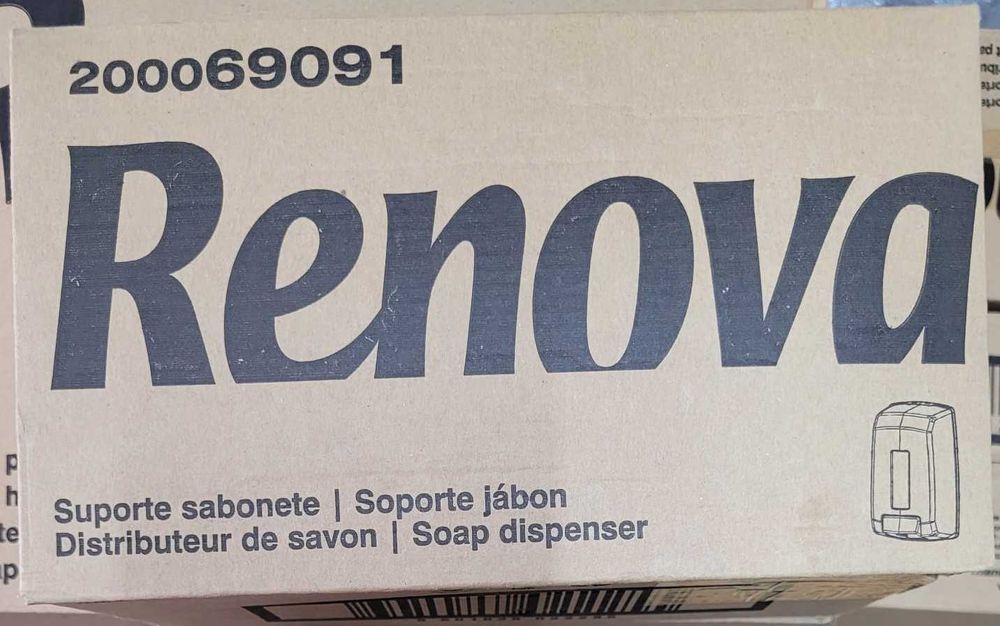 200069091
Renova
Suporte sabonete | Soporte jábon
Distributeur de savon | Soap dispenser